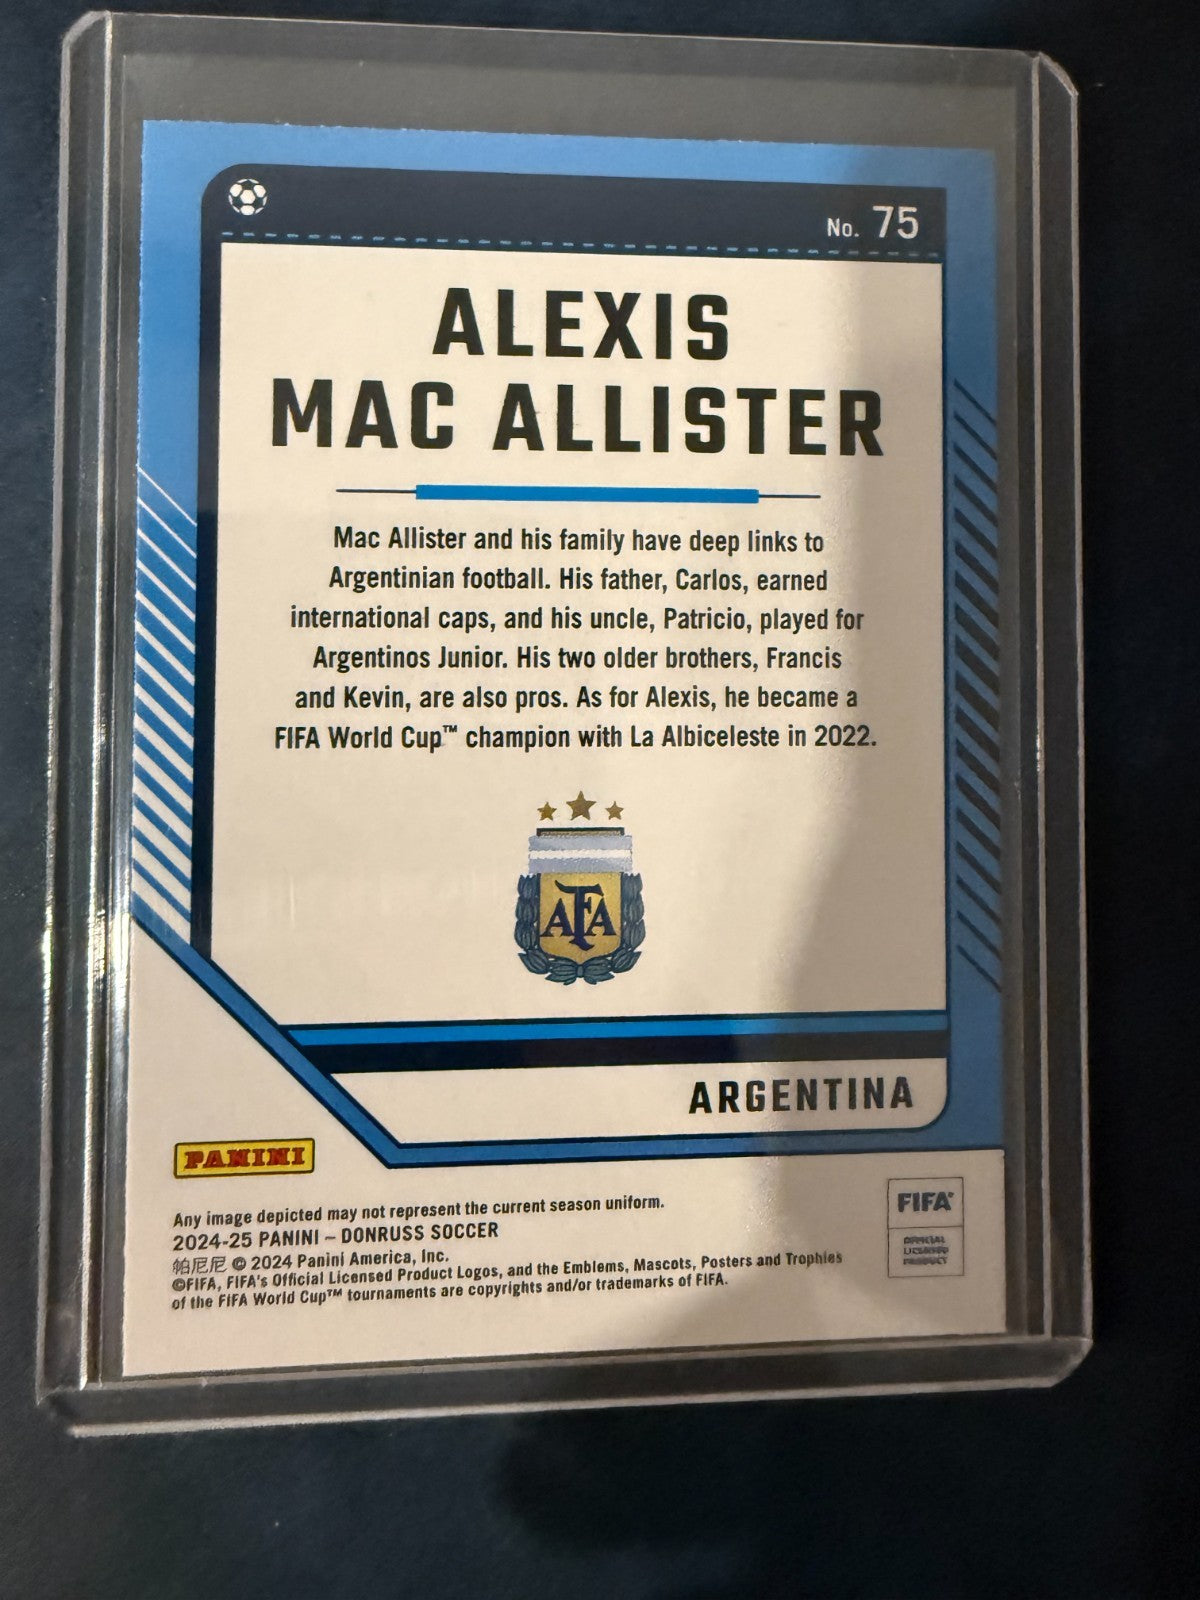 No. 75
ALEXIS
MAC ALLISTER
Mac Allister and his family have deep links to
Argentinian football. His father, Carlos, earned
international caps, and his uncle, Patricio, played for
Argentinos Junior. His two older brothers, Francis
and Kevin, are also pros. As for Alexis, he became a
FIFA World Cup™ champion with La Albiceleste in 2022.
AFA
ARGENTINA
PANINI
Any image depicted may not represent the current season uniform.
2024-25 PANINI – DONRUSS SOCCER
帕尼尼 © 2024 Panini America, Inc.
©FIFA, FIFA's Official Licensed Product Logos, and the Emblems, Mascots, Posters and Trophies
of the FIFA World Cup™ tournaments are copyrights and/or trademarks of FIFA.
FIFA®
OFFICIAL
LICENSED
PRODUCT